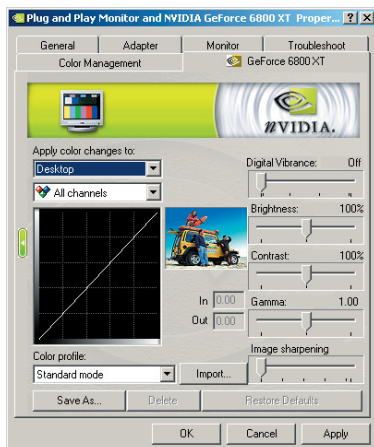 Plug and Play Monitor and NVIDIA GeForce 6800 XT Proper...
General Adapter Monitor Troubleshoot
Color Management GeForce 6800 XT
nVIDIA.
Apply color changes to:
Desktop
All channels
Digital Vibrance: Off
Brightness: 100%
Contrast: 100%
In 0.00
Gamma: 1.00
Out 0.00
Color profile:
Image sharpening
Standard mode
Import...
Save As... Delete Restore Defaults
OK Cancel Apply